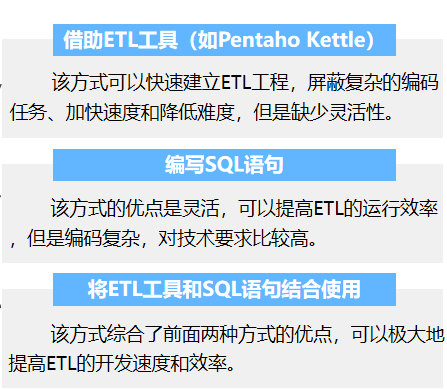 借助ETL工具（如Pentaho Kettle）
该方式可以快速建立ETL工程，屏蔽复杂的编码
任务、加快速度和降低难度，但是缺少灵活性。
编写SQL语句
该方式的优点是灵活，可以提高ETL的运行效率
，但是编码复杂，对技术要求比较高。
将ETL工具和SQL语句结合使用
该方式综合了前面两种方式的优点，可以极大地
提高ETL的开发速度和效率。